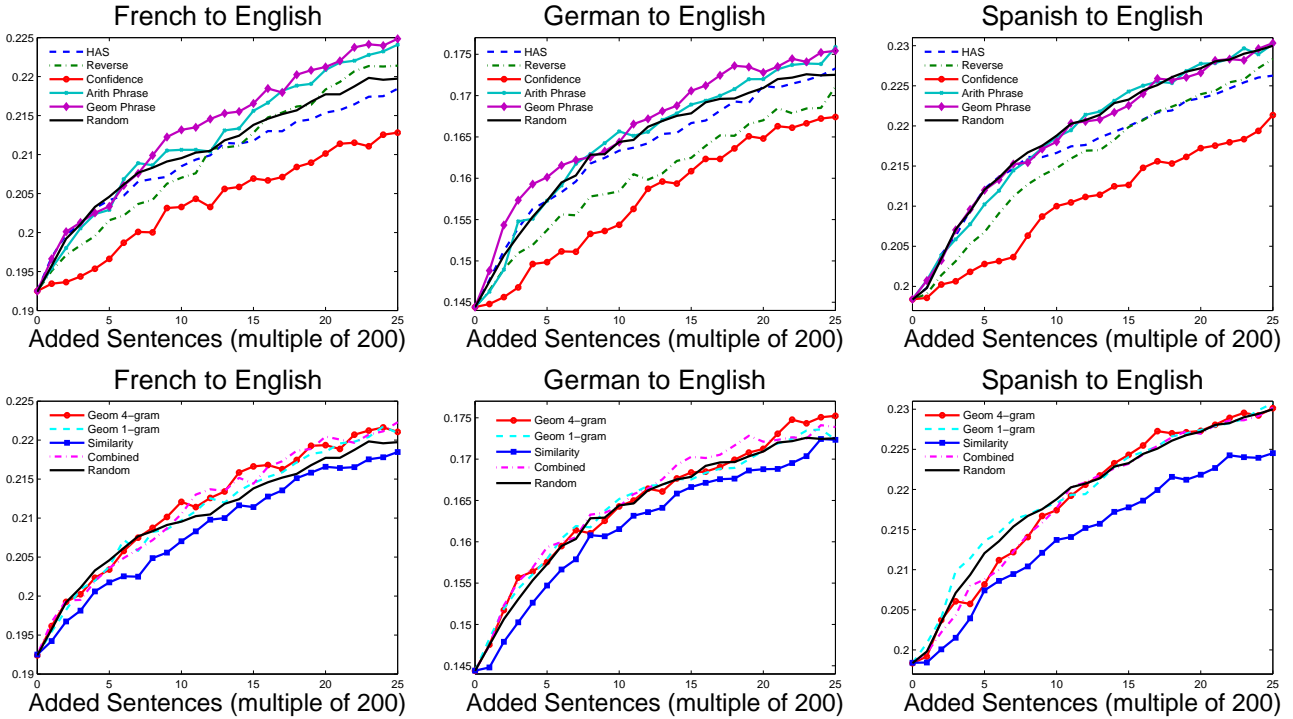 French to English
0.225
0.22
0.215
0.21
0.205
0.2
0.195
0.19
0 5 10 15 20 25
HAS
Reverse
Confidence
Arith Phrase
Geom Phrase
Random
Added Sentences (multiple of 200)
German to English
0.175
0.17
0.165
0.16
0.155
0.15
0.145
0 5 10 15 20 25
HAS
Reverse
Confidence
Arith Phrase
Geom Phrase
Random
Added Sentences (multiple of 200)
Spanish to English
0.23
0.225
0.22
0.215
0.21
0.205
0.2
0 5 10 15 20 25
HAS
Reverse
Confidence
Arith Phrase
Geom Phrase
Random
Added Sentences (multiple of 200)
French to English
0.225
0.22
0.215
0.21
0.205
0.2
0.195
0.19
0 5 10 15 20 25
Geom 4-gram
Geom 1-gram
Similarity
Combined
Random
Added Sentences (multiple of 200)
German to English
0.175
0.17
0.165
0.16
0.155
0.15
0.145
0 5 10 15 20 25
Geom 4-gram
Geom 1-gram
Similarity
Combined
Random
Added Sentences (multiple of 200)
Spanish to English
0.23
0.225
0.22
0.215
0.21
0.205
0.2
0 5 10 15 20 25
Geom 4-gram
Geom 1-gram
Similarity
Combined
Random
Added Sentences (multiple of 200)